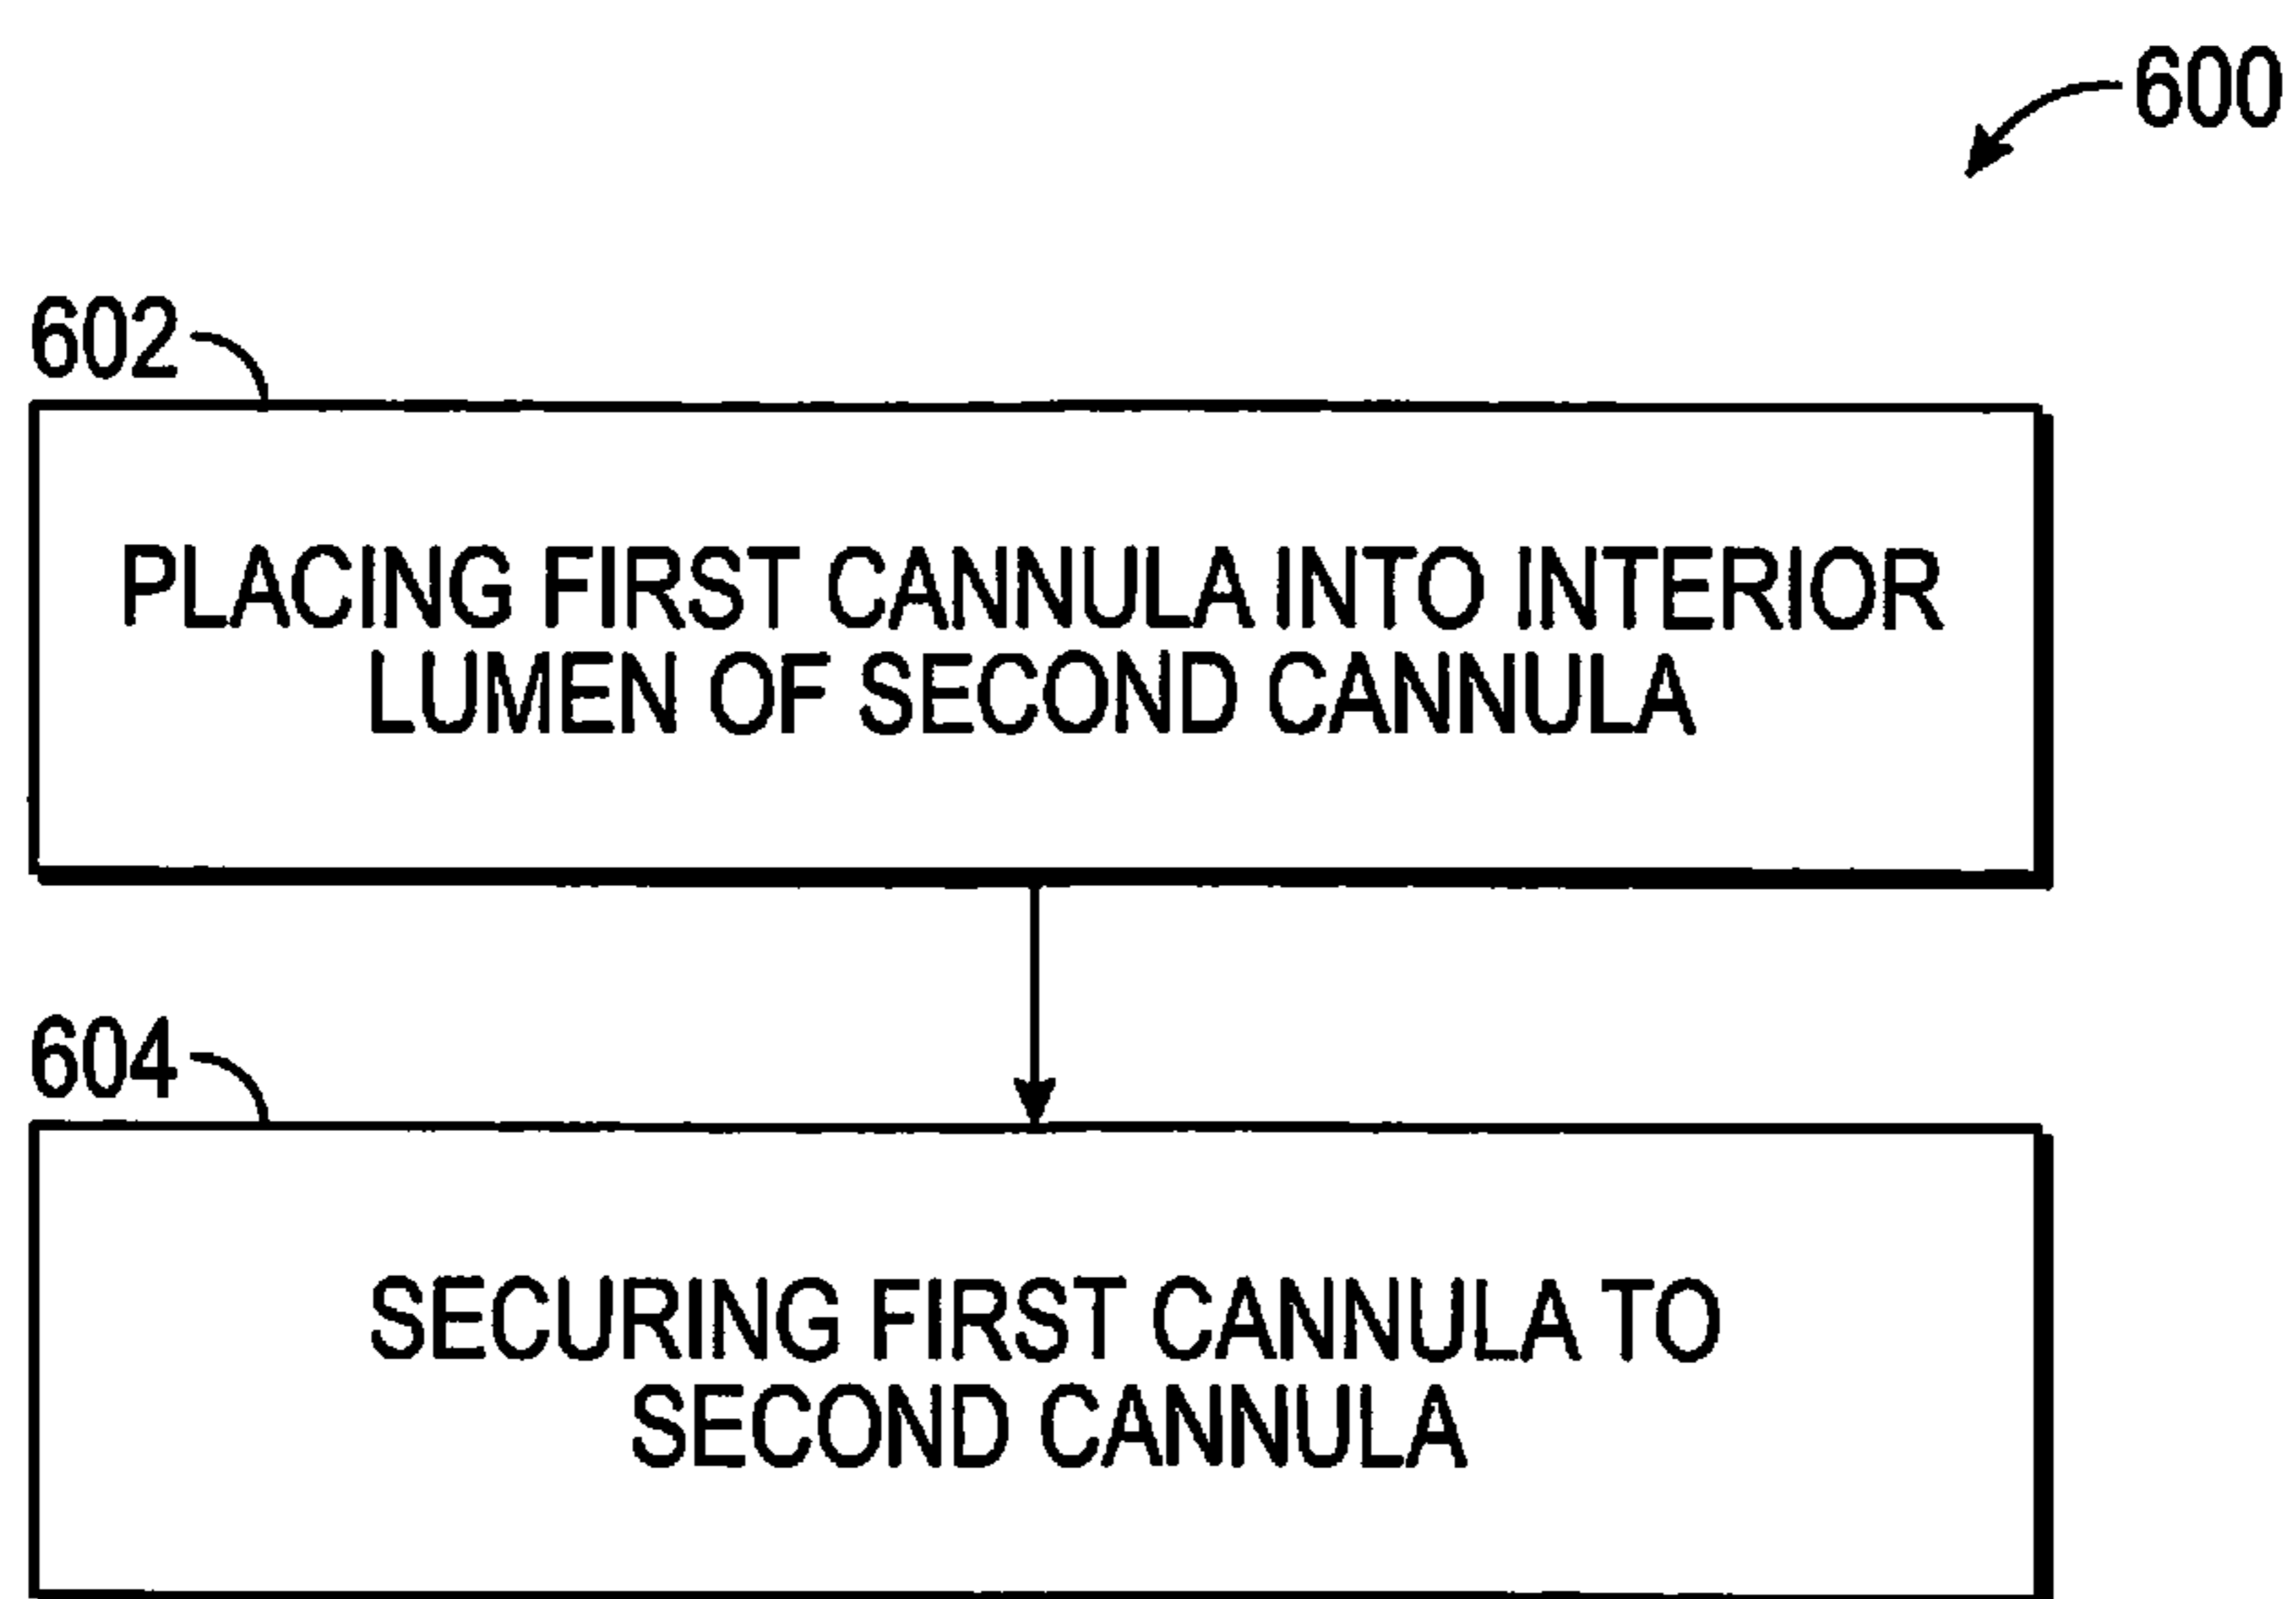 600
602
PLACING FIRST CANNULA INTO INTERIOR
LUMEN OF SECOND CANNULA
604
SECURING FIRST CANNULA TO
SECOND CANNULA